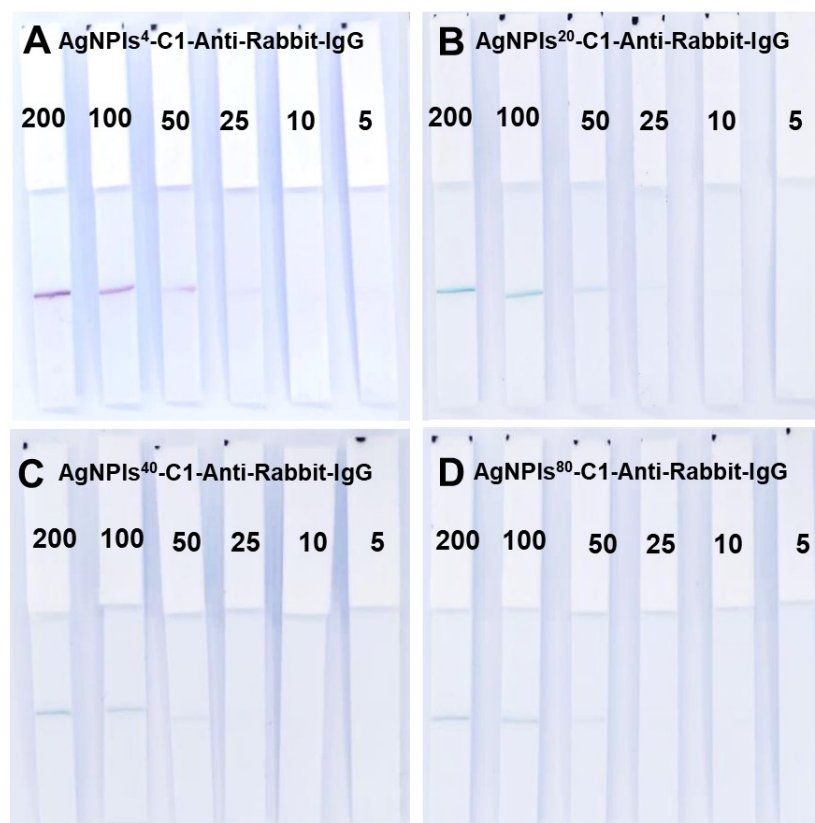 A AgNPls⁴-C1-Anti-Rabbit-IgG
200 100 50 25 10 5
B AgNPls²⁰-C1-Anti-Rabbit-IgG
200 100 50 25 10 5
C AgNPls⁴⁰-C1-Anti-Rabbit-IgG
200 100 50 25 10 5
D AgNPls⁸⁰-C1-Anti-Rabbit-IgG
200 100 50 25 10 5